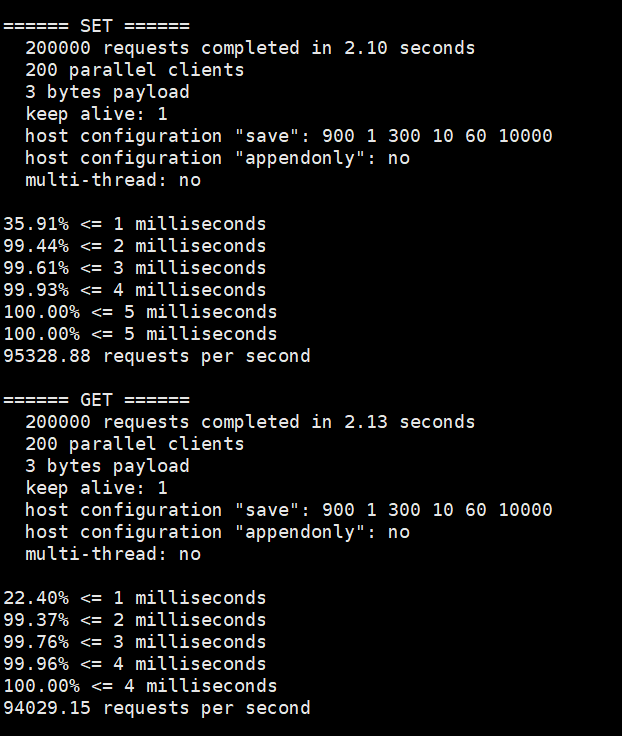 ====== SET ======
200000 requests completed in 2.10 seconds
200 parallel clients
3 bytes payload
keep alive: 1
host configuration "save": 900 1 300 10 60 10000
host configuration "appendonly": no
multi-thread: no
35.91% <= 1 milliseconds
99.44% <= 2 milliseconds
99.61% <= 3 milliseconds
99.93% <= 4 milliseconds
100.00% <= 5 milliseconds
100.00% <= 5 milliseconds
95328.88 requests per second
====== GET ======
200000 requests completed in 2.13 seconds
200 parallel clients
3 bytes payload
keep alive: 1
host configuration "save": 900 1 300 10 60 10000
host configuration "appendonly": no
multi-thread: no
22.40% <= 1 milliseconds
99.37% <= 2 milliseconds
99.76% <= 3 milliseconds
99.96% <= 4 milliseconds
100.00% <= 4 milliseconds
94029.15 requests per second